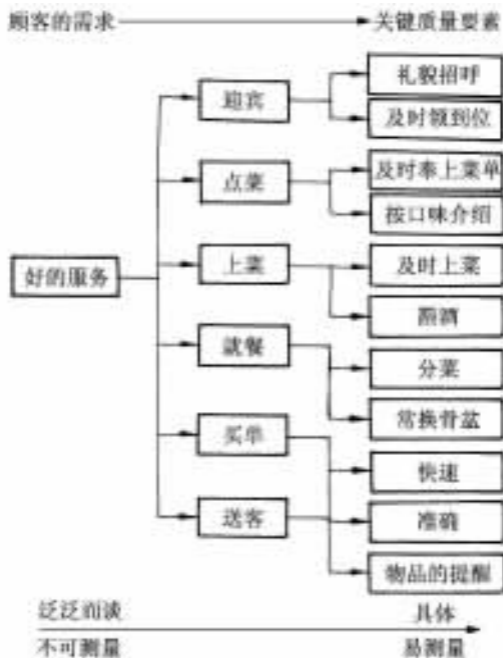 顾客的需求
关键质量要素
好的服务
迎宾
点菜
上菜
就餐
买单
送客
礼貌招呼
及时领到位
及时奉上菜单
按口味介绍
及时上菜
斟酒
分菜
常换骨盆
快速
准确
物品的提醒
泛泛而谈
具体
不可测量
易测量